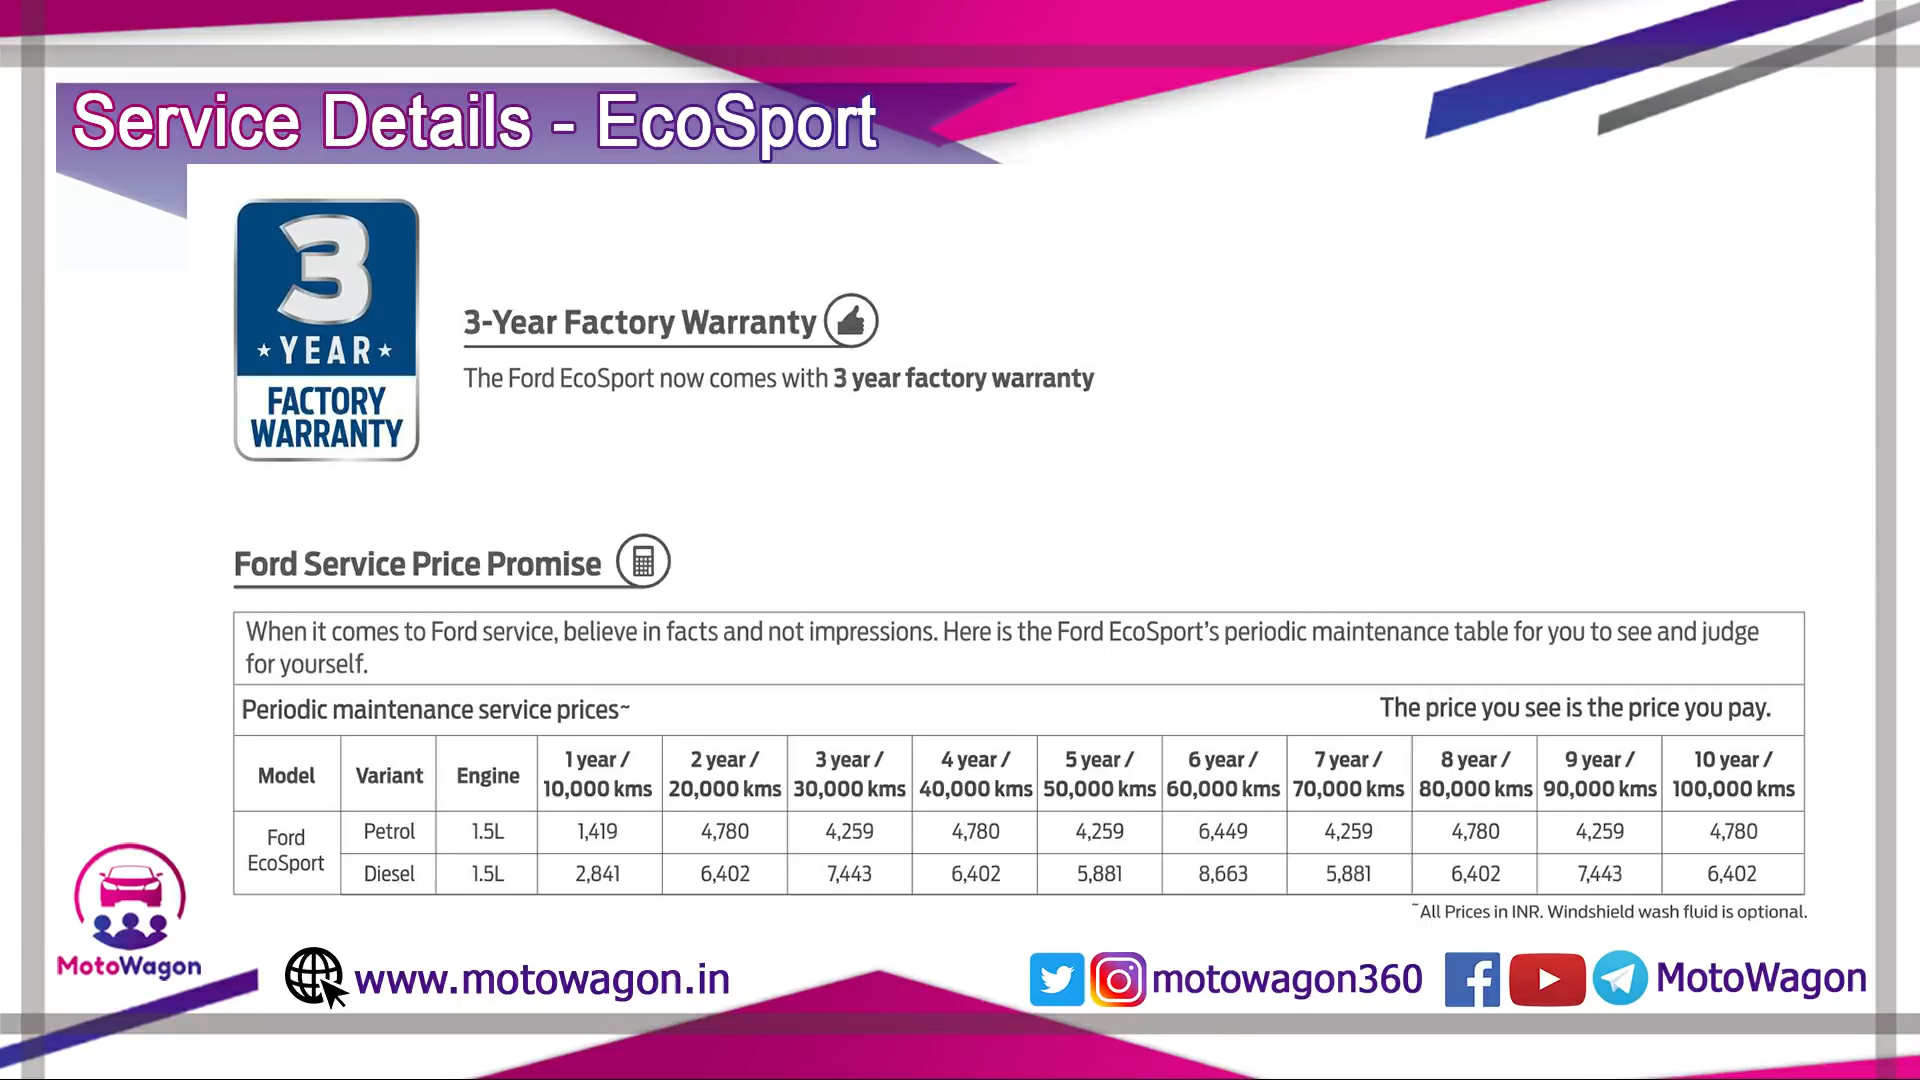 Service Details - EcoSport
3
YEAR
FACTORY
WARRANTY
3-Year Factory Warranty
The Ford EcoSport now comes with 3 year factory warranty
Ford Service Price Promise
When it comes to Ford service, believe in facts and not impressions. Here is the Ford EcoSport's periodic maintenance table for you to see and judge
for yourself.
Periodic maintenance service prices~ The price you see is the price you pay.
Model Variant Engine 1 year / 10,000 kms 2 year / 20,000 kms 3 year / 30,000 kms 4 year / 40,000 kms 5 year / 50,000 kms 6 year / 60,000 kms 7 year / 70,000 kms 8 year / 80,000 kms 9 year / 90,000 kms 10 year / 100,000 kms
Ford EcoSport Petrol 1.5L 1,419 4,780 4,259 4,780 4,259 6,449 4,259 4,780 4,259 4,780
Diesel 1.5L 2,841 6,402 7,443 6,402 5,881 8,663 5,881 6,402 7,443 6,402
~All Prices in INR. Windshield wash fluid is optional.
MotoWagon
www.motowagon.in motowagon360 MotoWagon